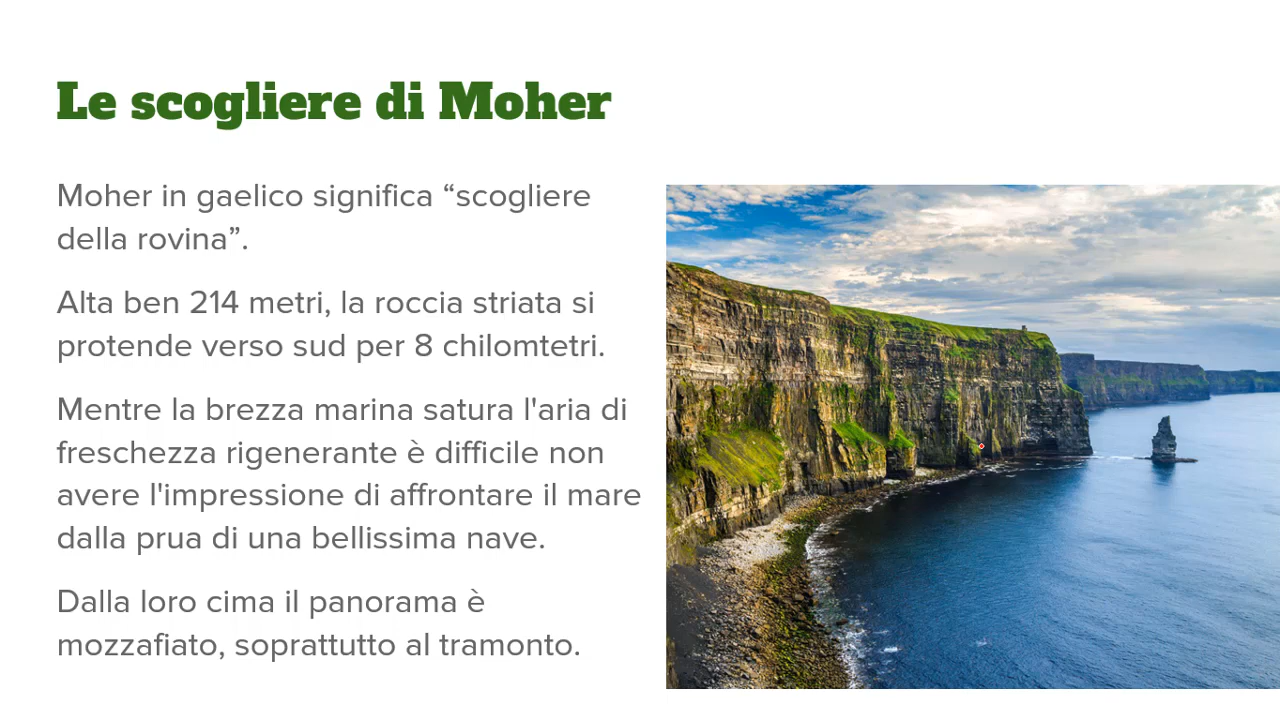 Le scogliere di Moher
Moher in gaelico significa “scogliere
della rovina”.
Alta ben 214 metri, la roccia striata si
protende verso sud per 8 chilomtetri.
Mentre la brezza marina satura l'aria di
freschezza rigenerante è difficile non
avere l'impressione di affrontare il mare
dalla prua di una bellissima nave.
Dalla loro cima il panorama è
mozzafiato, soprattutto al tramonto.